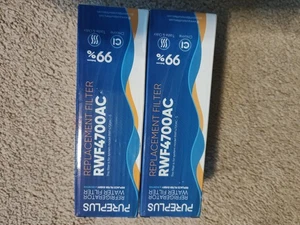 PUREPLUS
REFRIGERATOR
WATER FILTER
RWF4700AC
REPLACEMENT FILTER
99%
Cl
PUREPLUS
REFRIGERATOR
WATER FILTER
RWF4700AC
REPLACEMENT FILTER
99%
Cl